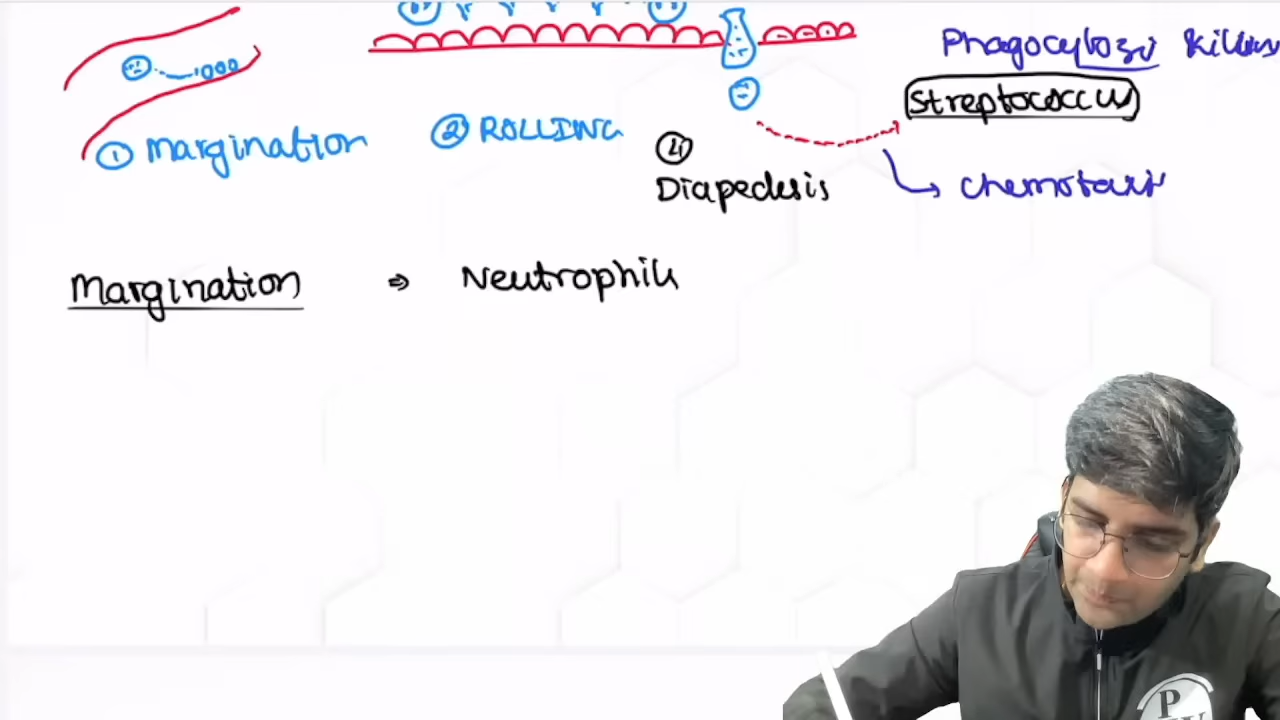 Phagocytosis Killing
Streptococcus
① Margination
② ROLLING
④
Diapedesis
Chemotaxis
Margination ⇒ Neutrophils
P
W